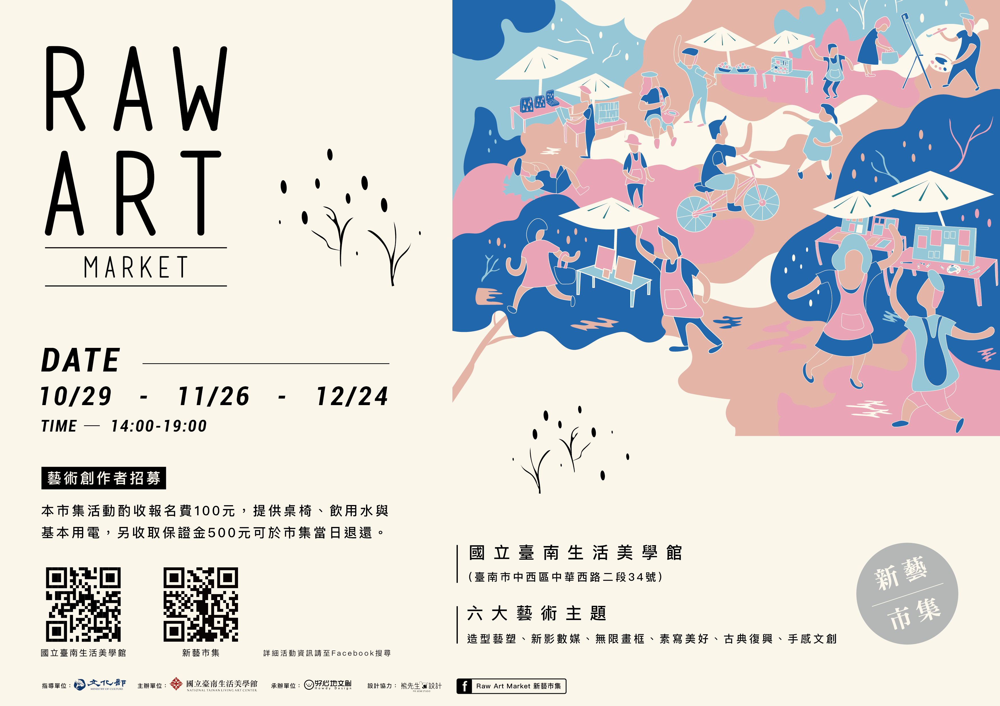 RAW
ART
MARKET
DATE
10/29 - 11/26 - 12/24
TIME — 14:00-19:00
藝術創作者招募
本市集活動酌收報名費100元，提供桌椅、飲用水與
基本用電，另收取保證金500元可於市集當日退還。
國立臺南生活美學館
新藝市集
詳細活動資訊請至Facebook搜尋
國立臺南生活美學館
(臺南市中西區中華西路二段34號)
六大藝術主題
造型藝塑、新影數媒、無限畫框、素寫美好、古典復興、手感文創
新藝
市集
指導單位：文化部
MINISTRY OF CULTURE
主辦單位：國立臺南生活美學館
NATIONAL TAINAN LIVING ART CENTER
承辦單位：好心地文創
Howdy Design
設計協力：熊先生設計
MR. BEAR STUDIO
f Raw Art Market 新藝市集